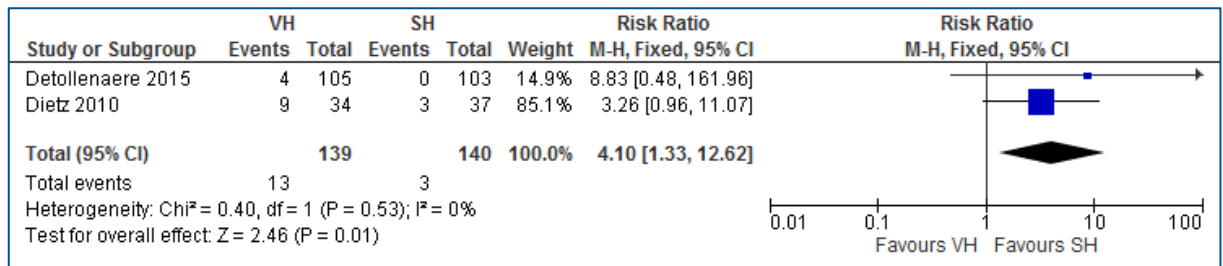 VH SH Risk Ratio Risk Ratio
Study or Subgroup Events Total Events Total Weight M-H, Fixed, 95% CI M-H, Fixed, 95% CI
Detollenaere 2015 4 105 0 103 14.9% 8.83 [0.48, 161.96]
Dietz 2010 9 34 3 37 85.1% 3.26 [0.96, 11.07]
Total (95% CI) 139 140 100.0% 4.10 [1.33, 12.62]
Total events 13 3
Heterogeneity: Chi² = 0.40, df = 1 (P = 0.53); I² = 0%
Test for overall effect: Z = 2.46 (P = 0.01)
0.01 0.1 1 10 100
Favours VH Favours SH